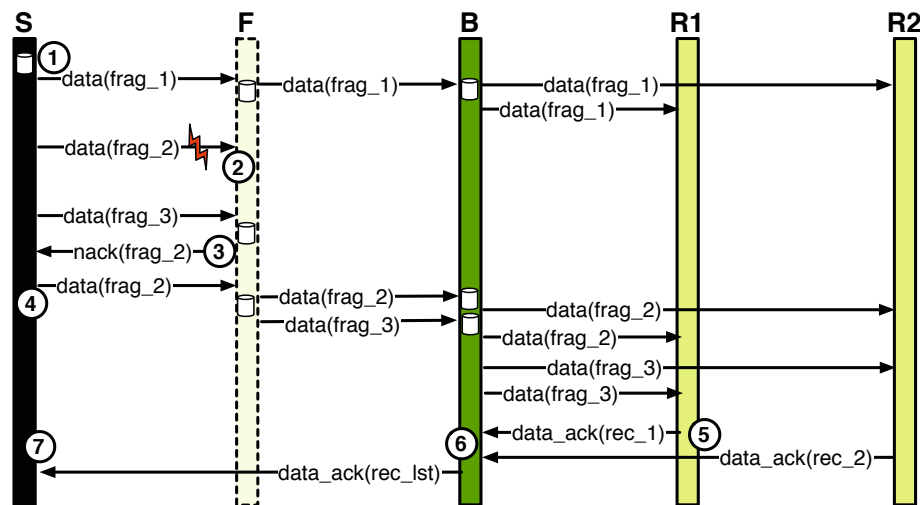 S F B R1 R2
1
data(frag_1) data(frag_1) data(frag_1)
data(frag_1)
data(frag_2)
2
data(frag_3)
nack(frag_2) 3
data(frag_2)
4
data(frag_2)
data(frag_2)
data(frag_3)
data(frag_2)
data(frag_3)
data(frag_3)
data_ack(rec_1) 5
7 6
data_ack(rec_2)
data_ack(rec_lst)